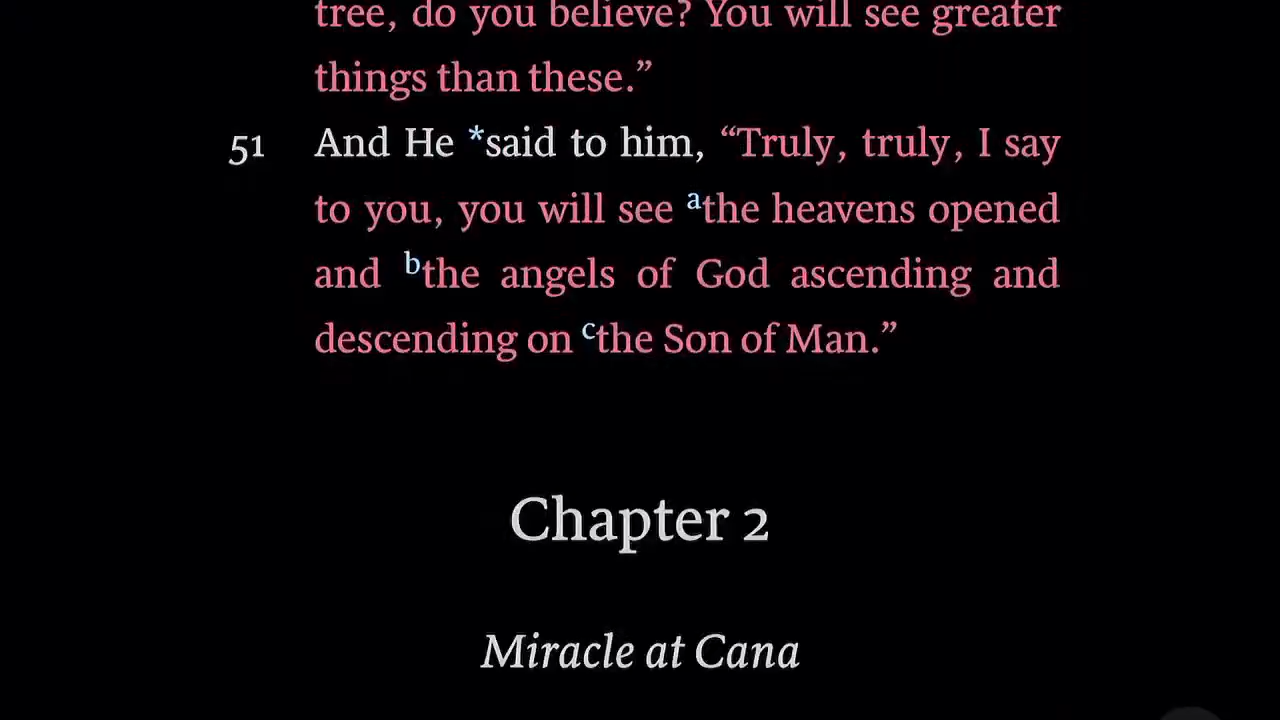 tree, do you believe? You will see greater
things than these.”
51 And He *said to him, “Truly, truly, I say
to you, you will see ᵃthe heavens opened
and ᵇthe angels of God ascending and
descending on ᶜthe Son of Man.”
Chapter 2
Miracle at Cana